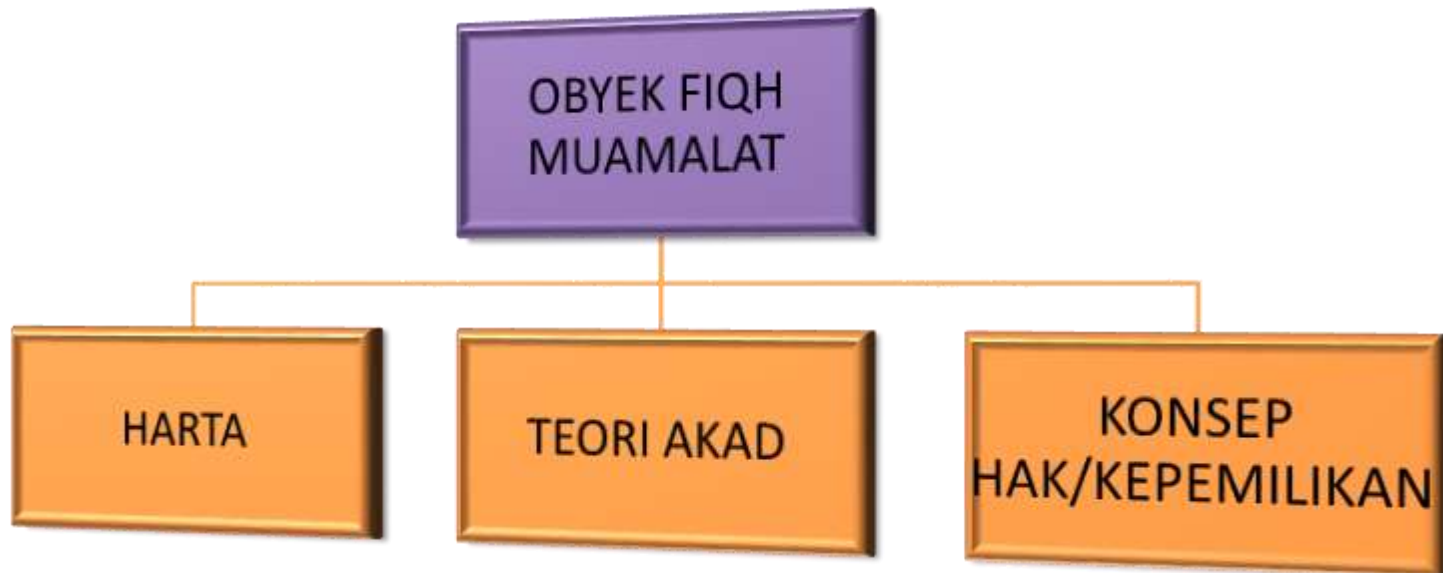 OBYEK FIQH
MUAMALAT
HARTA
TEORI AKAD
KONSEP
HAK/KEPEMILIKAN